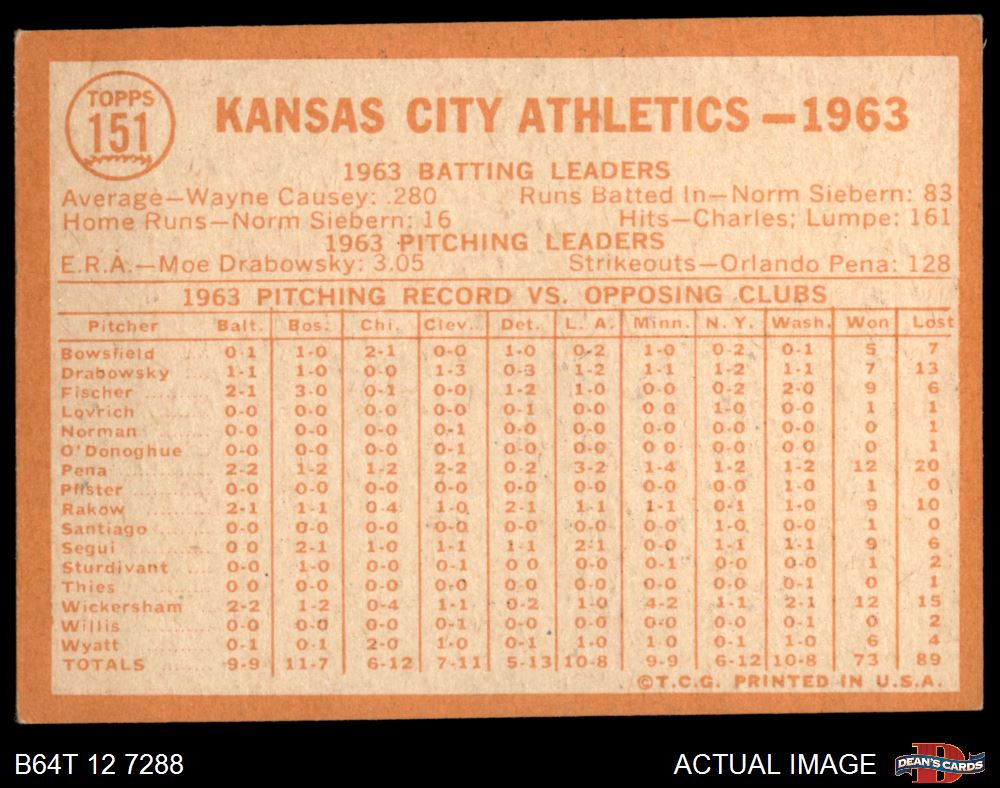 TOPPS
151
KANSAS CITY ATHLETICS—1963
1963 BATTING LEADERS
Average—Wayne Causey: .280 Runs Batted In—Norm Siebern: 83
Home Runs—Norm Siebern: 16 Hits—Charles; Lumpe: 161
1963 PITCHING LEADERS
E.R.A.—Moe Drabowsky: 3.05 Strikeouts—Orlando Pena: 128
1963 PITCHING RECORD VS. OPPOSING CLUBS
Pitcher Balt. Bos. Chi. Clev. Det. L. A. Minn. N. Y. Wash. Won Lost
Bowsfield 0-1 1-0 2-1 0-0 1-0 0-2 1-0 0-2 0-1 5 7
Drabowsky 1-1 1-0 0-0 1-3 0-3 1-2 1-1 1-2 1-1 7 13
Fischer 2-1 3-0 0-1 0-0 1-2 1-0 0-0 0-2 2-0 9 6
Lovrich 0-0 0-0 0-0 0-0 0-1 0-0 0-0 1-0 0-0 1 1
Norman 0-0 0-0 0-0 0-1 0-0 0-0 0-0 0-0 0-0 0 1
O'Donoghue 0-0 0-0 0-0 0-1 0-0 0-0 0-0 0-0 0-0 0 1
Pena 2-2 1-2 1-2 2-2 0-2 3-2 1-4 1-2 1-2 12 20
Pfister 0-0 0-0 0-0 0-0 0-0 0-0 0-0 0-0 1-0 1 0
Rakow 2-1 1-1 0-4 1-0 2-1 1-1 1-1 0-1 1-0 9 10
Santiago 0-0 0-0 0-0 0-0 0-0 0-0 0-0 1-0 0-0 1 0
Segui 0-0 2-1 1-0 1-1 1-1 2-1 0-0 1-1 1-1 9 6
Sturdivant 0-0 1-0 0-0 0-1 0-0 0-0 0-1 0-0 0-0 1 2
Thies 0-0 0-0 0-0 0-0 0-0 0-0 0-0 0-0 0-1 0 1
Wickersham 2-2 1-2 0-4 1-1 0-2 1-0 4-2 1-1 2-1 12 15
Willis 0-0 0-0 0-0 0-1 0-0 0-0 0-0 0-0 0-1 0 2
Wyatt 0-1 0-1 2-0 1-0 0-1 1-0 1-0 0-1 1-0 6 4
TOTALS 9-9 11-7 6-12 7-11 5-13 10-8 9-9 6-12 10-8 73 89
©T.C.G. PRINTED IN U.S.A.
B64T 12 7288 ACTUAL IMAGE
D
DEAN'S CARDS